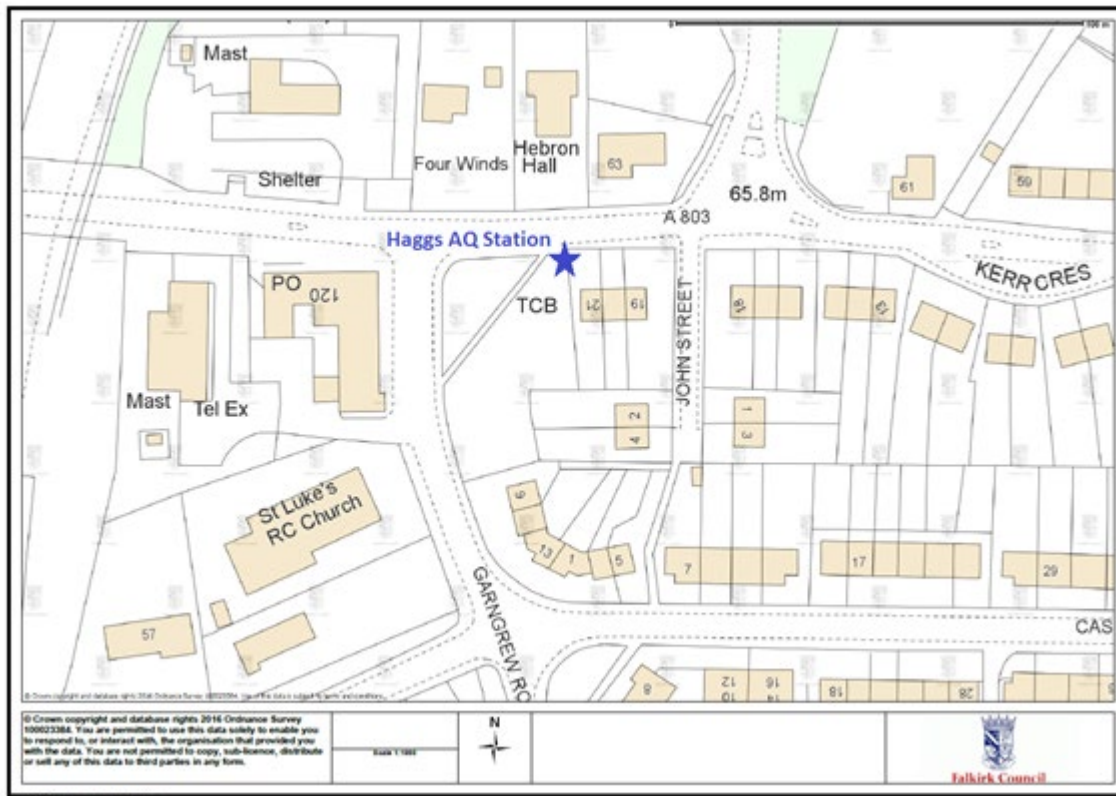 Mast
Four Winds
Hebron
Hall
63
Shelter
65.8m
61
59
A 803
Haggs AQ Station
KERR CRES
PO
120
TCB
21
19
18
13
JOHN STREET
Mast
Tel Ex
2
4
1
3
St Luke's
RC Church
9
13
1
5
7
17
29
GARNGREW RO
57
CAS
8
12
10
16
14
18
28
© Crown copyright and database rights 2016 Ordnance Survey
100023384. You are permitted to use this data solely to enable you
to respond to, or interact with, the organisation that provided you
with the data. You are not permitted to copy, sub-licence, distribute
or sell any of this data to third parties in any form.
N
Falkirk Council